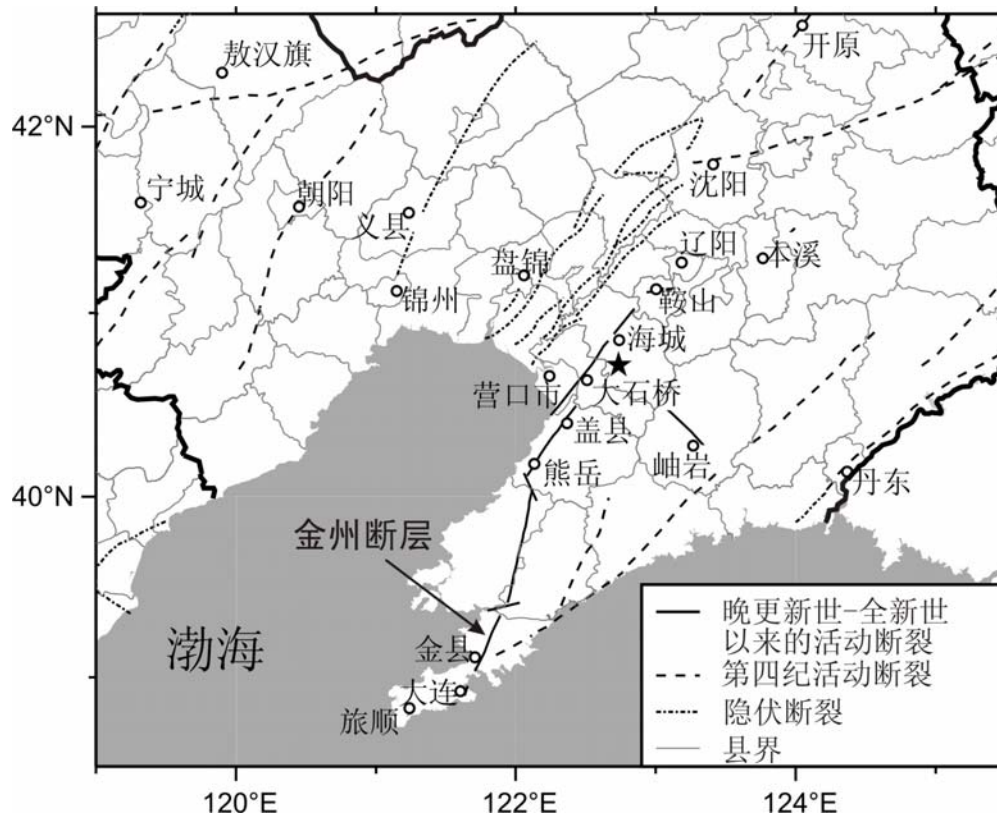 敖汉旗
开原
42°N
沈阳
宁城
朝阳
义县
辽阳
本溪
盘锦
锦州
鞍山
海城
营口市
大石桥
盖县
岫岩
熊岳
丹东
40°N
金州断层
渤海
金县
大连
旅顺
晚更新世-全新世
以来的活动断裂
第四纪活动断裂
隐伏断裂
县界
120°E
122°E
124°E